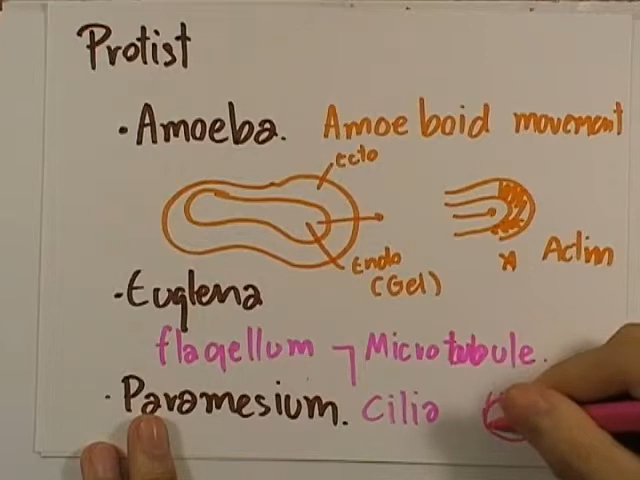 Protist
• Amoeba. Amoeboid movement
Ecto
Endo
(Gel)
Actin
• Euglena
flagellum Microtubule.
• Paramesium. Cilia